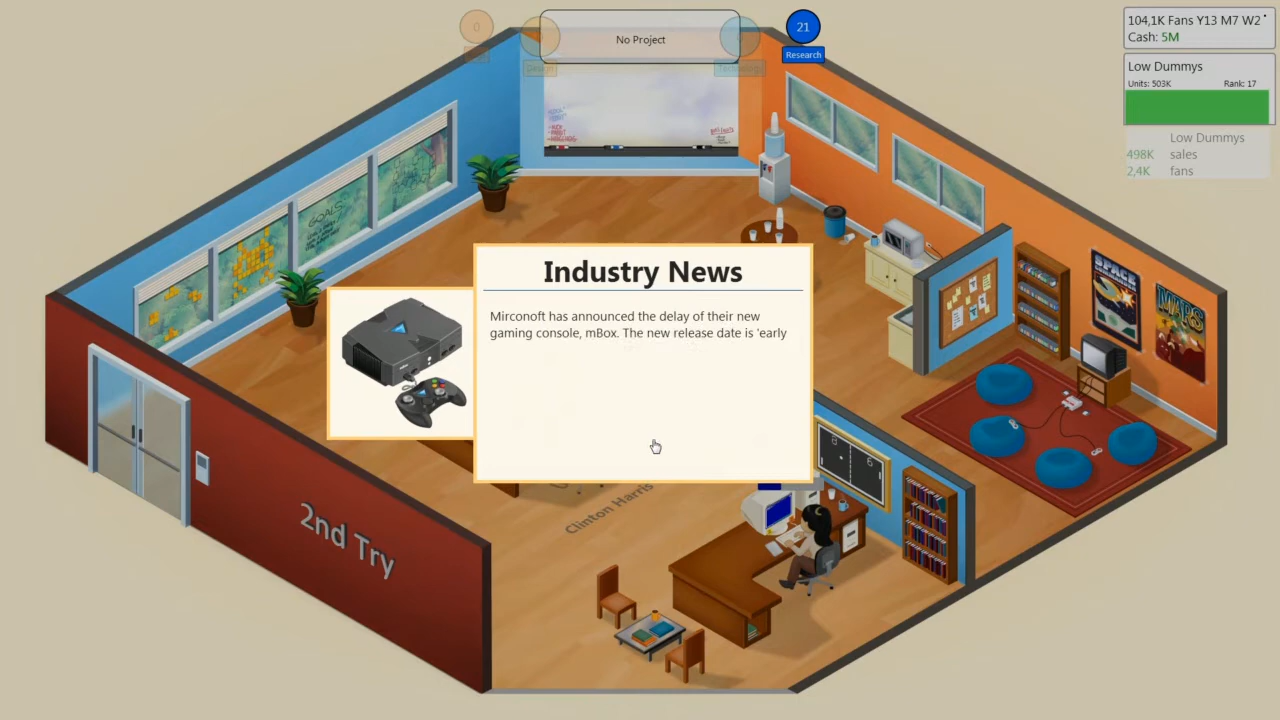 No Project
21
Research
0
Design
Technology
104,1K Fans Y13 M7 W2
Cash: 5M
Low Dummys
Units: 503K
Rank: 17
Low Dummys
498K sales
2,4K fans
Industry News
Mirconoft has announced the delay of their new
gaming console, mBox. The new release date is 'early
GOALS
SPACE
MARS
Clinton Harris
2nd Try